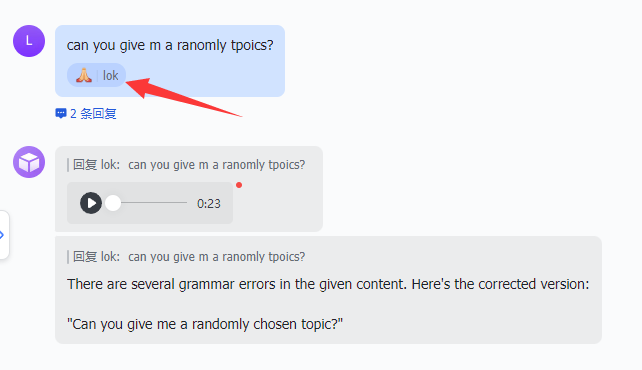 L
can you give m a ranomly tpoics?
lok
2 条回复
回复 lok: can you give m a ranomly tpoics?
0:23
回复 lok: can you give m a ranomly tpoics?
There are several grammar errors in the given content. Here's the corrected version:
"Can you give me a randomly chosen topic?"